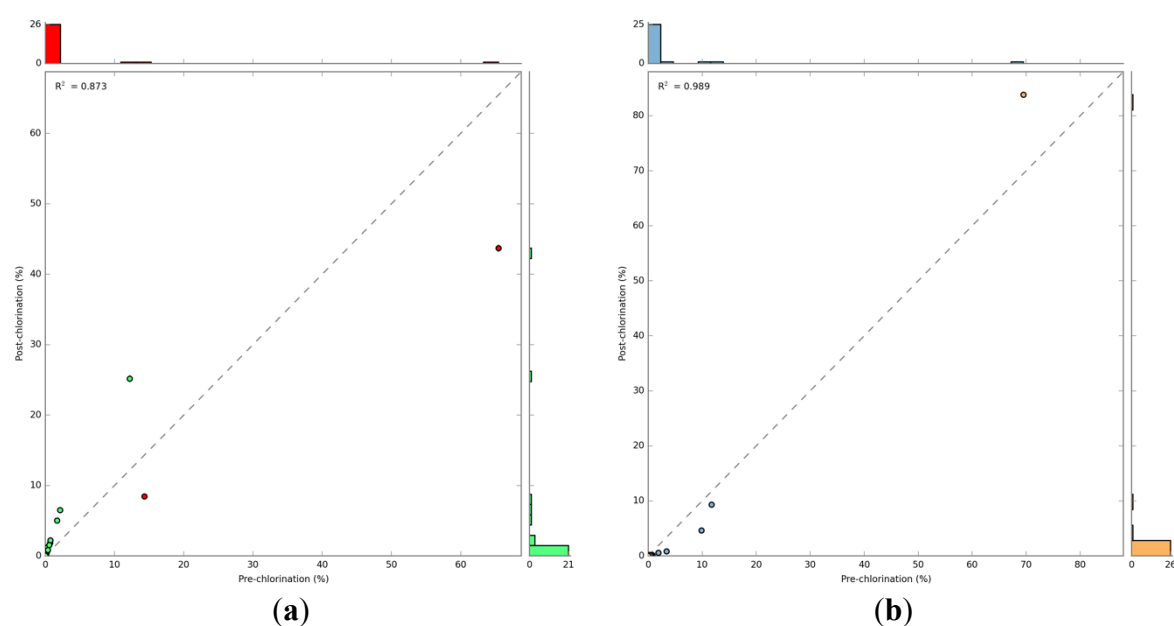 26
0
R² = 0.873
60
50
40
30
20
10
0
Post-chlorination (%)
0 10 20 30 40 50 60
0 21
Pre-chlorination (%)
(a)
25
0
R² = 0.989
80
70
60
50
40
30
20
10
0
Post-chlorination (%)
0 10 20 30 40 50 60 70 80
0 26
Pre-chlorination (%)
(b)